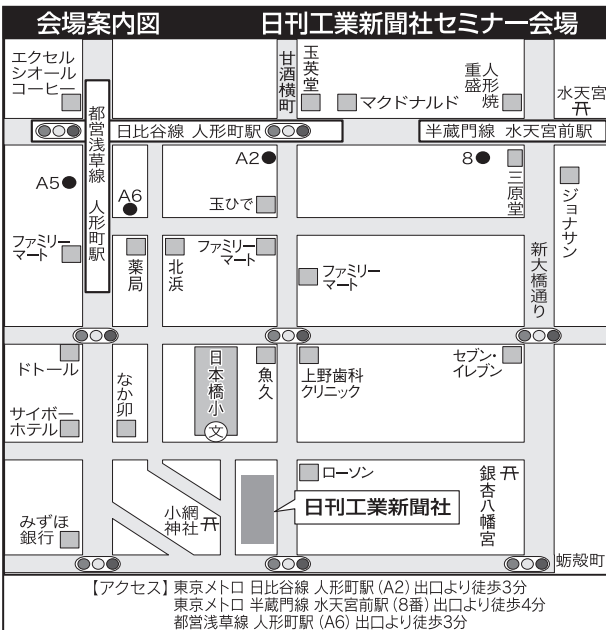 会場案内図 日刊工業新聞社セミナー会場
エクセル
シオール
コーヒー
甘酒横町
玉英堂
マクドナルド
人形焼
重盛
水天宮
都営浅草線 人形町駅
日比谷線 人形町駅
半蔵門線 水天宮前駅
A5
A6
A2
8
三原堂
ジョナサン
玉ひで
ファミリー
マート
薬局
北浜
ファミリー
マート
ファミリー
マート
新大橋通り
ドトール
なか卯
日本橋小
文
魚久
上野歯科
クリニック
セブン・
イレブン
サイボー
ホテル
みずほ
銀行
小網
神社
ローソン
日刊工業新聞社
銀杏八幡宮
蛎殻町
【アクセス】東京メトロ 日比谷線 人形町駅(A2)出口より徒歩3分
東京メトロ 半蔵門線 水天宮前駅(8番)出口より徒歩4分
都営浅草線 人形町駅(A6)出口より徒歩3分